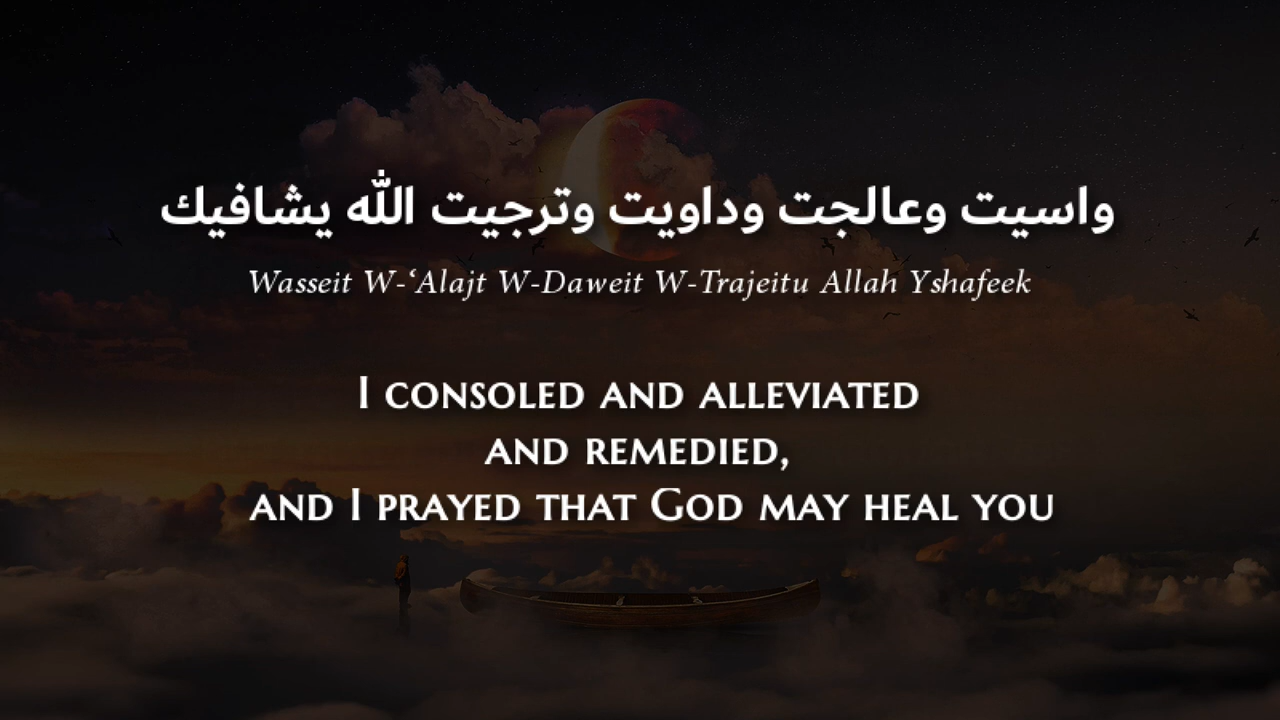 واسيت وعالجت وداويت وترجيت الله يشافيك
Wasseit W-‘Alajt W-Daweit W-Trajeitu Allah Yshafeek
I consoled and alleviated
and remedied,
and I prayed that God may heal you